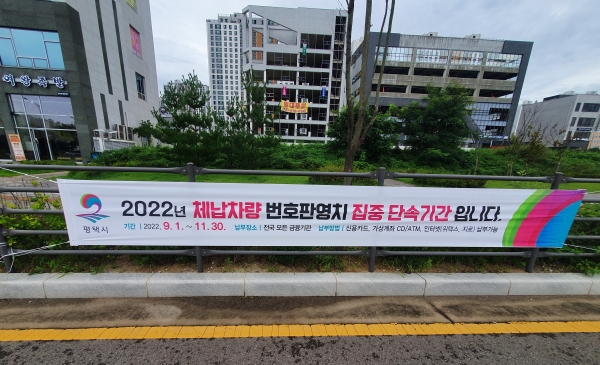 2022년 체납차량 번호판영치 집중 단속기간 입니다.
평택시
기간 | 2022. 9. 1. ~ 11. 30. 납부장소 | 전국 모든 금융기관 납부방법 | 신용카드, 가상계좌 CD/ATM, 인터넷(위택스, 지로) 납부가능